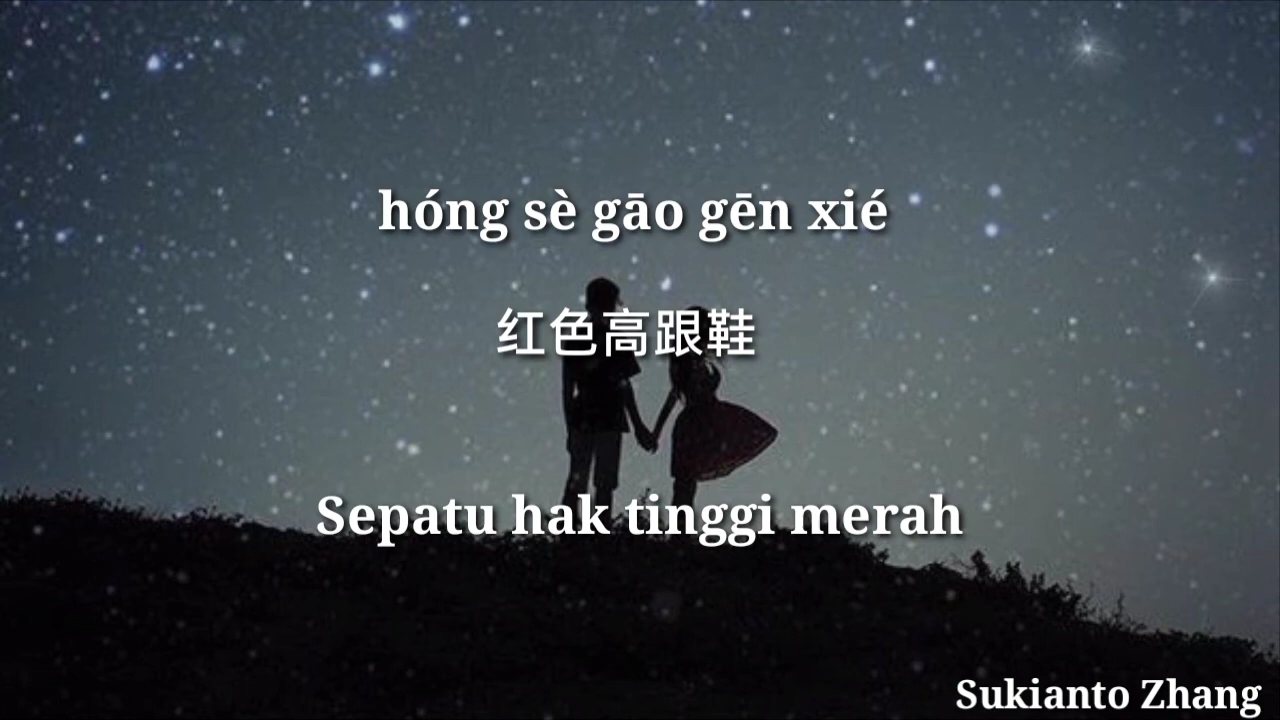 hóng sè gāo gēn xié
红色高跟鞋
Sepatu hak tinggi merah
Sukianto Zhang